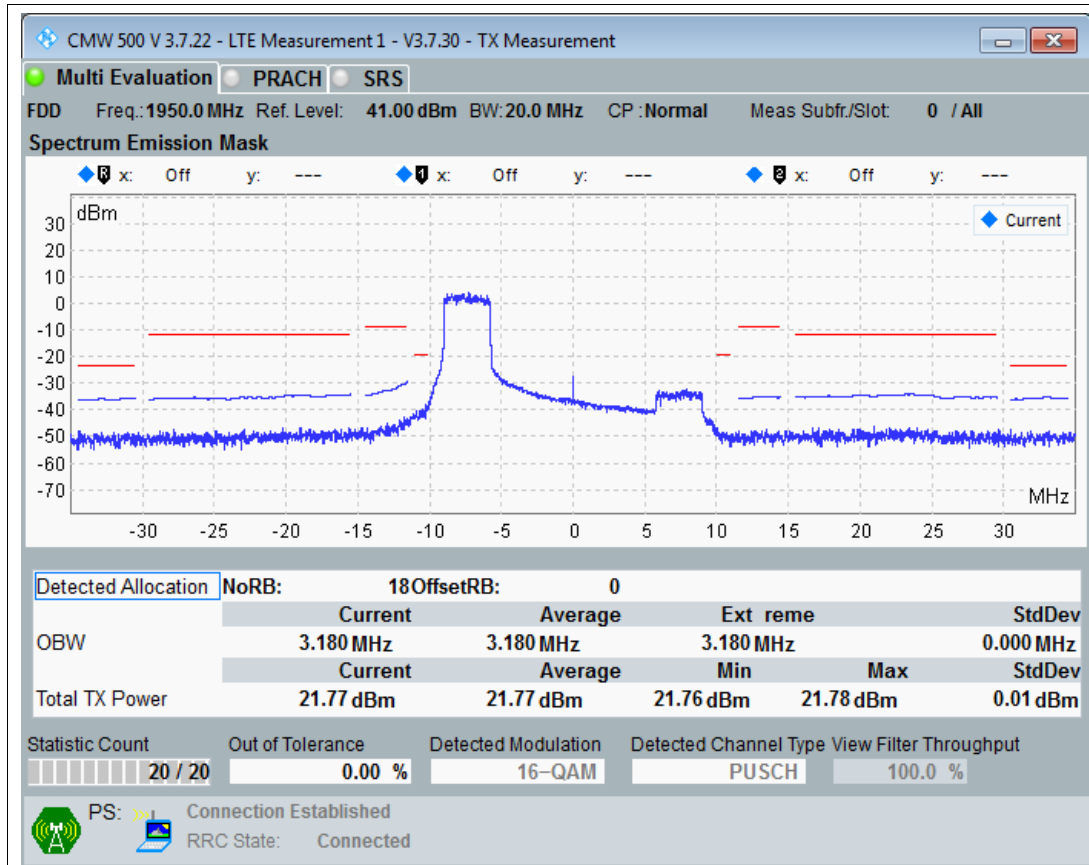 CMW 500 V 3.7.22 - LTE Measurement 1 - V3.7.30 - TX Measurement
Multi Evaluation PRACH SRS
FDD Freq.: 1950.0 MHz Ref. Level: 41.00 dBm BW: 20.0 MHz CP : Normal Meas Subfr./Slot: 0 / All
Spectrum Emission Mask
R x: Off y: --- 1 x: Off y: --- 2 x: Off y: ---
dBm
Current
30
20
10
0
-10
-20
-30
-40
-50
-60
-70
MHz
-30 -25 -20 -15 -10 -5 0 5 10 15 20 25 30
Detected Allocation NoRB: 18 OffsetRB: 0
Current Average Ext reme StdDev
OBW 3.180 MHz 3.180 MHz 3.180 MHz 0.000 MHz
Current Average Min Max StdDev
Total TX Power 21.77 dBm 21.77 dBm 21.76 dBm 21.78 dBm 0.01 dBm
Statistic Count Out of Tolerance Detected Modulation Detected Channel Type View Filter Throughput
20 / 20 0.00 % 16-QAM PUSCH 100.0 %
PS: Connection Established
RRC State: Connected